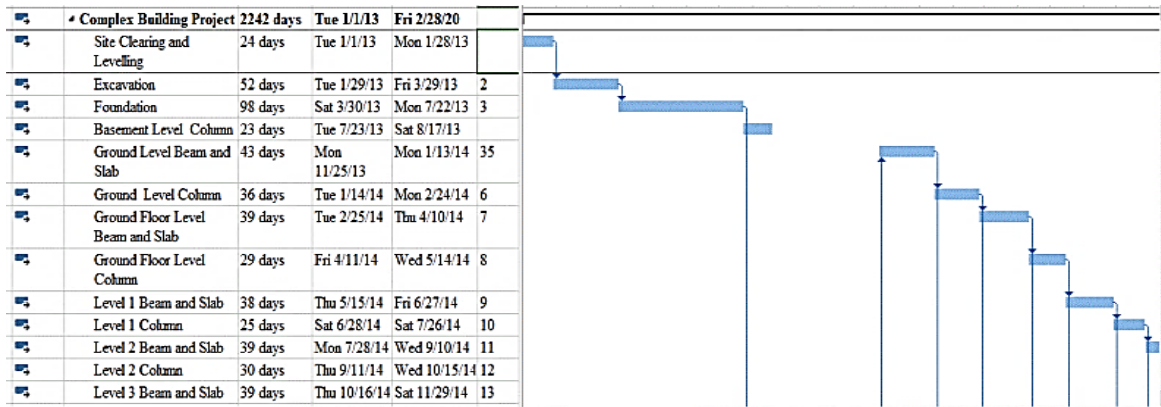 Complex Building Project 2242 days Tue 1/1/13 Fri 2/28/20
Site Clearing and 24 days Tue 1/1/13 Mon 1/28/13
Levelling
Excavation 52 days Tue 1/29/13 Fri 3/29/13 2
Foundation 98 days Sat 3/30/13 Mon 7/22/13 3
Basement Level Column 23 days Tue 7/23/13 Sat 8/17/13
Ground Level Beam and 43 days Mon Mon 1/13/14 35
Slab 11/25/13
Ground Level Column 36 days Tue 1/14/14 Mon 2/24/14 6
Ground Floor Level 39 days Tue 2/25/14 Thu 4/10/14 7
Beam and Slab
Ground Floor Level 29 days Fri 4/11/14 Wed 5/14/14 8
Column
Level 1 Beam and Slab 38 days Thu 5/15/14 Fri 6/27/14 9
Level 1 Column 25 days Sat 6/28/14 Sat 7/26/14 10
Level 2 Beam and Slab 39 days Mon 7/28/14 Wed 9/10/14 11
Level 2 Column 30 days Thu 9/11/14 Wed 10/15/14 12
Level 3 Beam and Slab 39 days Thu 10/16/14 Sat 11/29/14 13